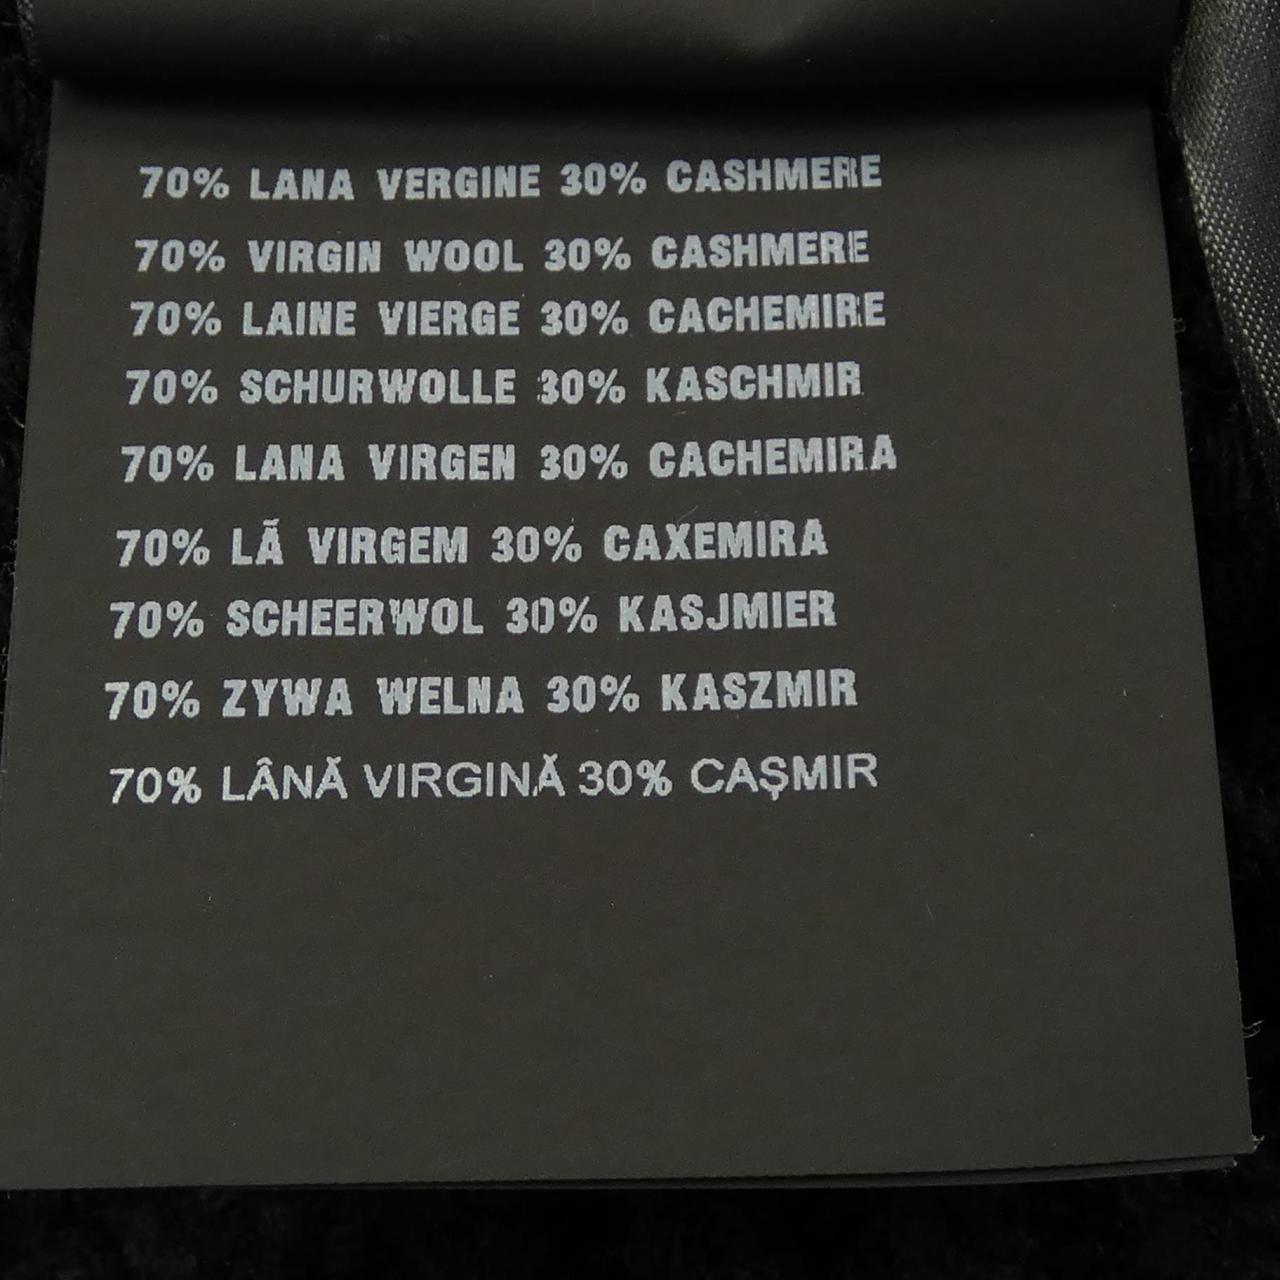 70% LANA VERGINE 30% CASHMERE
70% VIRGIN WOOL 30% CASHMERE
70% LAINE VIERGE 30% CACHEMIRE
70% SCHURWOLLE 30% KASCHMIR
70% LANA VIRGEN 30% CACHEMIRA
70% LÃ VIRGEM 30% CAXEMIRA
70% SCHEERWOL 30% KASJMIER
70% ZYWA WELNA 30% KASZMIR
70% LÂNĂ VIRGINĂ 30% CAȘMIR